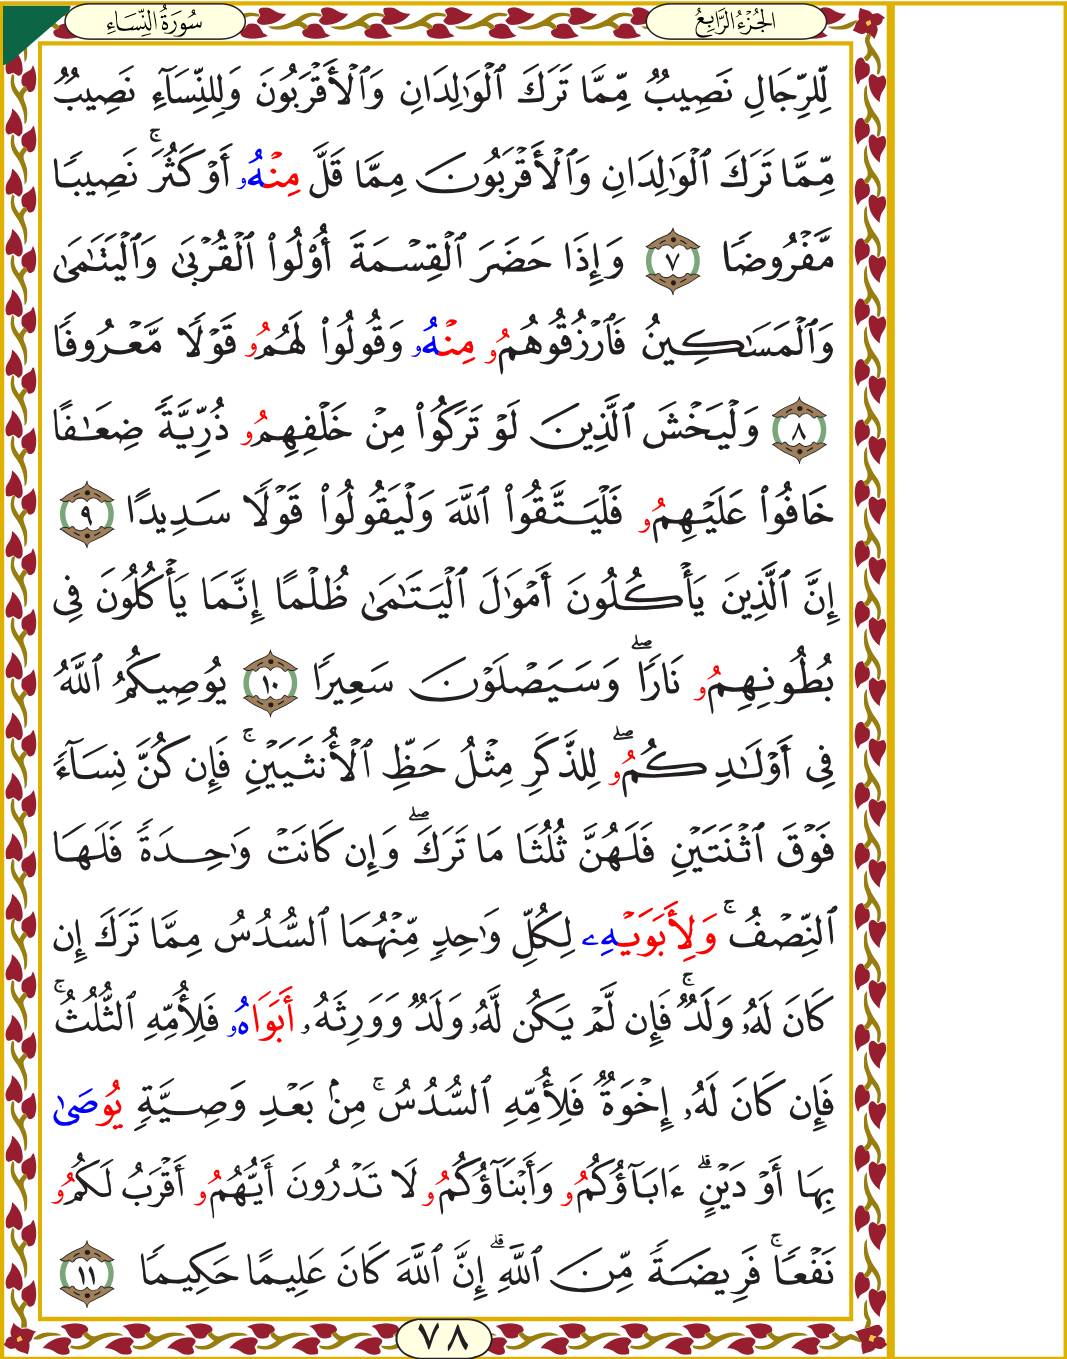 الجُزْءُ الرَّابِعُ
سُورَةُ النِّسَاءِ
لِّلرِّجَالِ نَصِيبٌ مِّمَّا تَرَكَ ٱلْوَٰلِدَانِ وَٱلْأَقْرَبُونَ وَلِلنِّسَآءِ نَصِيبٌ
مِّمَّا تَرَكَ ٱلْوَٰلِدَانِ وَٱلْأَقْرَبُونَ مِمَّا قَلَّ مِنْهُۥ أَوْ كَثُرَ ۚ نَصِيبًا
مَّفْرُوضًا ٧ وَإِذَا حَضَرَ ٱلْقِسْمَةَ أُوْلُواْ ٱلْقُرْبَىٰ وَٱلْيَتَٰمَىٰ
وَٱلْمَسَٰكِينُ فَٱرْزُقُوهُمُۥ مِنْهُۥ وَقُولُواْ لَهُمُۥ قَوْلًا مَّعْرُوفًا
٨ وَلْيَخْشَ ٱلَّذِينَ لَوْ تَرَكُواْ مِنْ خَلْفِهِمُۥ ذُرِّيَّةً ضِعَٰفًا
خَافُواْ عَلَيْهِمُۥ فَلْيَتَّقُواْ ٱللَّهَ وَلْيَقُولُواْ قَوْلًا سَدِيدًا ٩
إِنَّ ٱلَّذِينَ يَأْكُلُونَ أَمْوَٰلَ ٱلْيَتَٰمَىٰ ظُلْمًا إِنَّمَا يَأْكُلُونَ فِي
بُطُونِهِمُۥ نَارًا ۖ وَسَيَصْلَوْنَ سَعِيرًا ١٠ يُوصِيكُمُ ٱللَّهُ
فِي أَوْلَٰدِكُمُۥ ۖ لِلذَّكَرِ مِثْلُ حَظِّ ٱلْأُنثَيَيْنِ ۚ فَإِن كُنَّ نِسَآءً
فَوْقَ ٱثْنَتَيْنِ فَلَهُنَّ ثُلُثَا مَا تَرَكَ ۖ وَإِن كَانَتْ وَٰحِدَةً فَلَهَا
ٱلنِّصْفُ ۚ وَلِأَبَوَيْهِۦ لِكُلِّ وَٰحِدٍ مِّنْهُمَا ٱلسُّدُسُ مِمَّا تَرَكَ إِن
كَانَ لَهُۥ وَلَدٌ ۚ فَإِن لَّمْ يَكُن لَّهُۥ وَلَدٌ وَوَرِثَهُۥ أَبَوَاهُۥ فَلِأُمِّهِ ٱلثُّلُثُ ۚ
فَإِن كَانَ لَهُۥ إِخْوَةٌ فَلِأُمِّهِ ٱلسُّدُسُ ۚ مِنۢ بَعْدِ وَصِيَّةٍ يُوصَىٰ
بِهَا أَوْ دَيْنٍ ۗ ءَابَآؤُكُمُۥ وَأَبْنَآؤُكُمُۥ لَا تَدْرُونَ أَيُّهُمُۥ أَقْرَبُ لَكُمُۥ
نَفْعًا ۚ فَرِيضَةً مِّنَ ٱللَّهِ ۗ إِنَّ ٱللَّهَ كَانَ عَلِيمًا حَكِيمًا ١١
٧٨